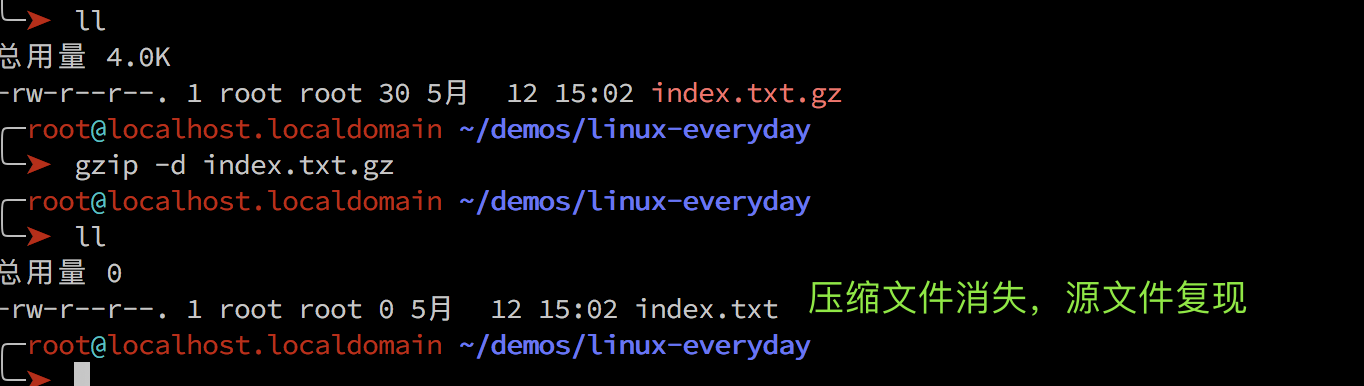 ll
总用量 4.0K
-rw-r--r--. 1 root root 30 5月  12 15:02 index.txt.gz
root@localhost.localdomain ~/demos/linux-everyday
gzip -d index.txt.gz
root@localhost.localdomain ~/demos/linux-everyday
ll
总用量 0
-rw-r--r--. 1 root root 0 5月  12 15:02 index.txt 压缩文件消失，源文件复现
root@localhost.localdomain ~/demos/linux-everyday